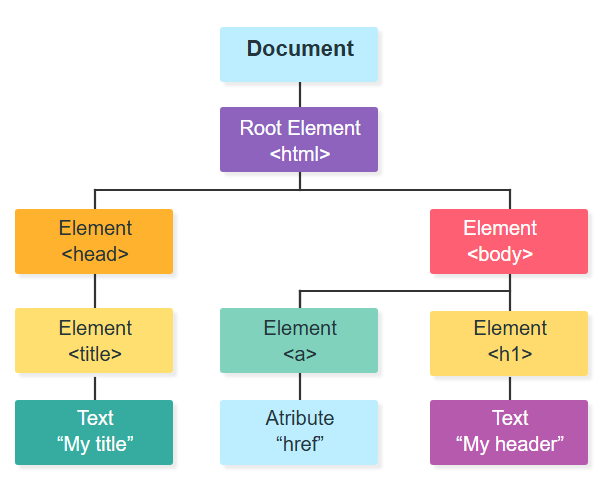 Document
Root Element
<html>
Element
<head>
Element
<body>
Element
<title>
Element
<a>
Element
<h1>
Text
“My title”
Atribute
“href”
Text
“My header”